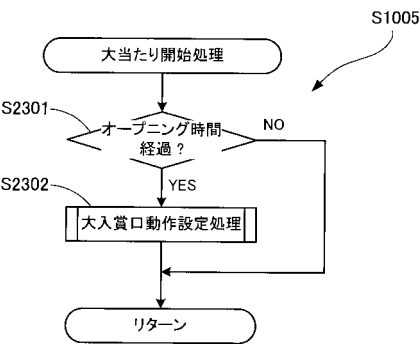 S1005
大当たり開始処理
S2301
オープニング時間
経過?
NO
YES
S2302
大入賞口動作設定処理
リターン